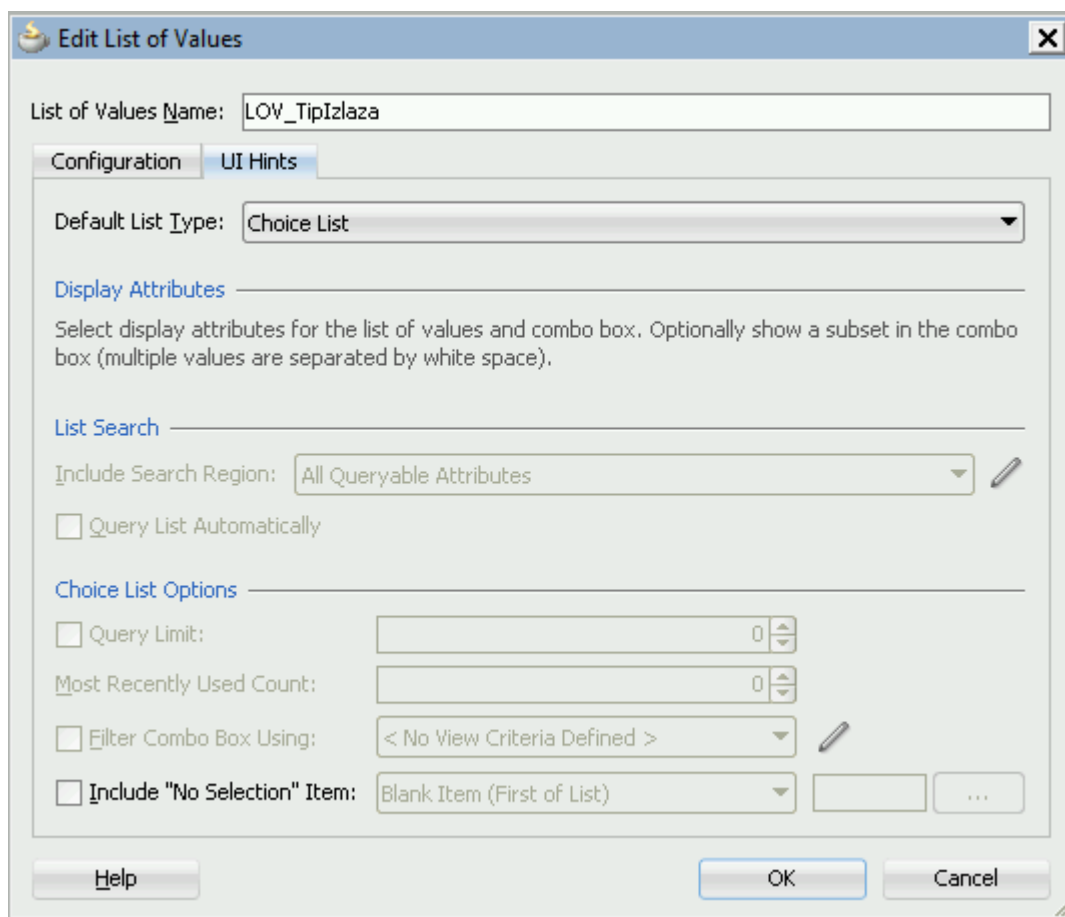 Edit List of Values
List of Values Name: LOV_TipIzlaza
Configuration UI Hints
Default List Type: Choice List
Display Attributes
Select display attributes for the list of values and combo box. Optionally show a subset in the combo
box (multiple values are separated by white space).
List Search
Include Search Region: All Queryable Attributes
Query List Automatically
Choice List Options
Query Limit: 0
Most Recently Used Count: 0
Filter Combo Box Using: < No View Criteria Defined >
Include "No Selection" Item: Blank Item (First of List) ...
Help OK Cancel